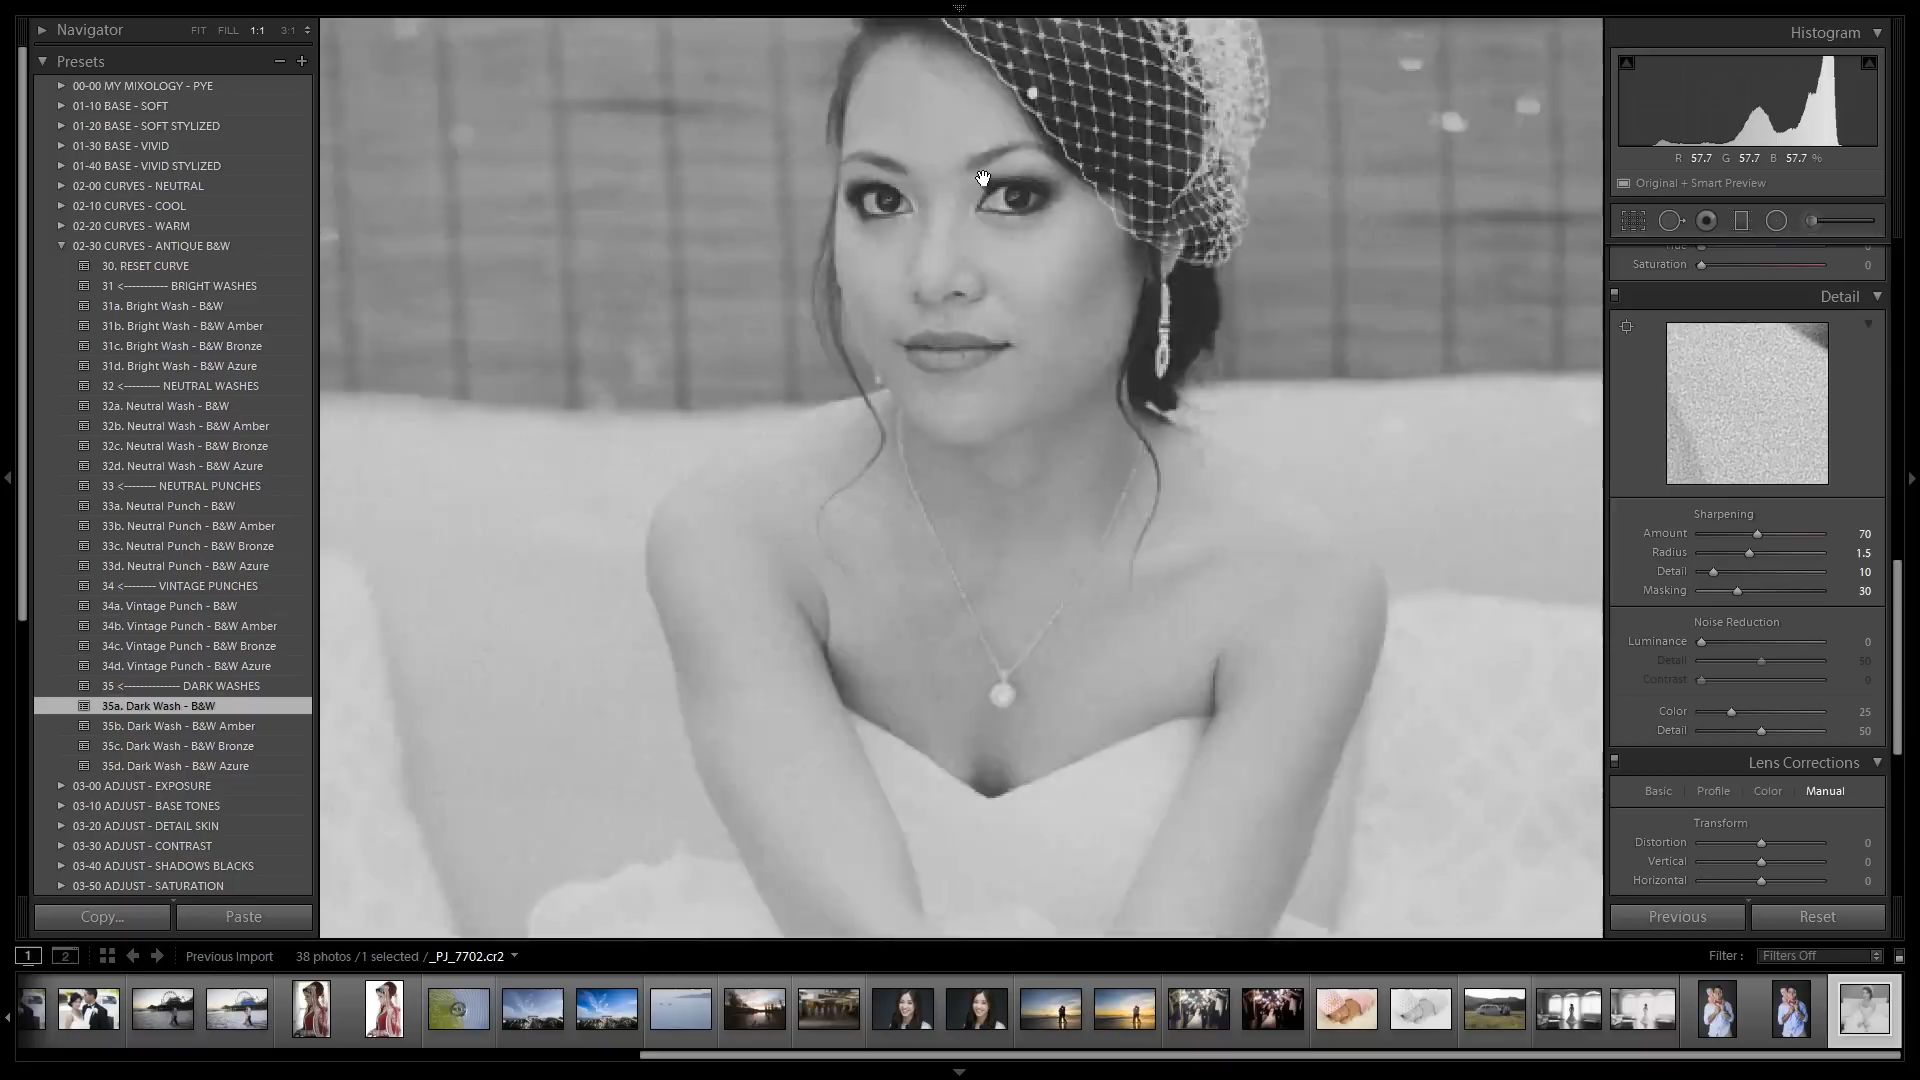 Navigator FIT FILL 1:1 3:1
Presets
00-00 MY MIXOLOGY - PYE
01-10 BASE - SOFT
01-20 BASE - SOFT STYLIZED
01-30 BASE - VIVID
01-40 BASE - VIVID STYLIZED
02-00 CURVES - NEUTRAL
02-10 CURVES - COOL
02-20 CURVES - WARM
02-30 CURVES - ANTIQUE B&W
30. RESET CURVE
31 <----------- BRIGHT WASHES
31a. Bright Wash - B&W
31b. Bright Wash - B&W Amber
31c. Bright Wash - B&W Bronze
31d. Bright Wash - B&W Azure
32 <--------- NEUTRAL WASHES
32a. Neutral Wash - B&W
32b. Neutral Wash - B&W Amber
32c. Neutral Wash - B&W Bronze
32d. Neutral Wash - B&W Azure
33 <-------- NEUTRAL PUNCHES
33a. Neutral Punch - B&W
33b. Neutral Punch - B&W Amber
33c. Neutral Punch - B&W Bronze
33d. Neutral Punch - B&W Azure
34 <-------- VINTAGE PUNCHES
34a. Vintage Punch - B&W
34b. Vintage Punch - B&W Amber
34c. Vintage Punch - B&W Bronze
34d. Vintage Punch - B&W Azure
35 <-------------- DARK WASHES
35a. Dark Wash - B&W
35b. Dark Wash - B&W Amber
35c. Dark Wash - B&W Bronze
35d. Dark Wash - B&W Azure
03-00 ADJUST - EXPOSURE
03-10 ADJUST - BASE TONES
03-20 ADJUST - DETAIL SKIN
03-30 ADJUST - CONTRAST
03-40 ADJUST - SHADOWS BLACKS
03-50 ADJUST - SATURATION
Copy... Paste
Histogram
R 57.7 G 57.7 B 57.7 %
Original + Smart Preview
Saturation 0
Detail
Sharpening
Amount 70
Radius 1.5
Detail 10
Masking 30
Noise Reduction
Luminance 0
Detail 50
Contrast 0
Color 25
Detail 50
Lens Corrections
Basic Profile Color Manual
Transform
Distortion 0
Vertical 0
Horizontal 0
Previous Reset
1 2 Previous Import 38 photos /1 selected /_PJ_7702.cr2 Filter : Filters Off